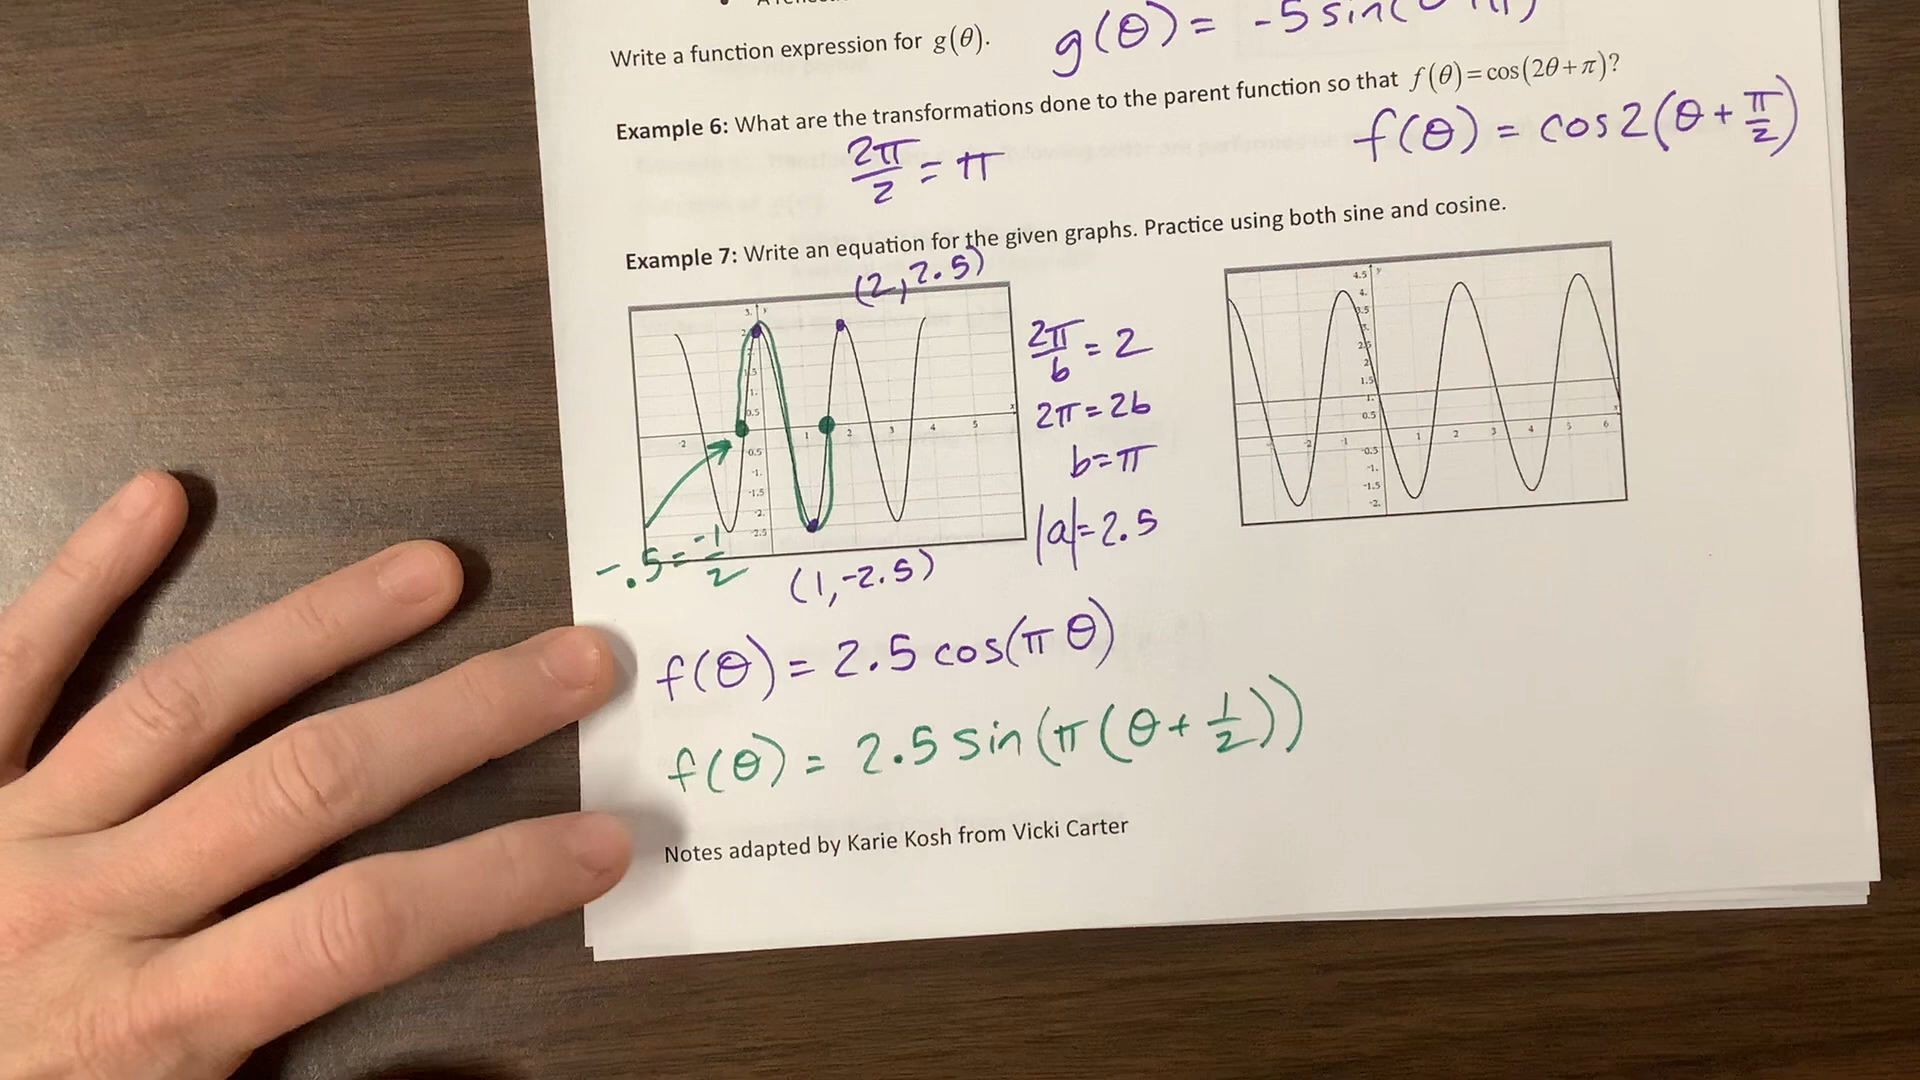 Write a function expression for g(θ). g(θ) = -5 sin(
Example 6: What are the transformations done to the parent function so that f(θ)=cos(2θ+π)?
2π/2 = π
f(θ) = cos2(θ + π/2)
Example 7: Write an equation for the given graphs. Practice using both sine and cosine.
(2, 2.5)
2π/b = 2
2π = 2b
b=π
|a|=2.5
-.5 = -1/2
(1, -2.5)
f(θ) = 2.5 cos(π θ)
f(θ) = 2.5 sin(π(θ + 1/2))
Notes adapted by Karie Kosh from Vicki Carter